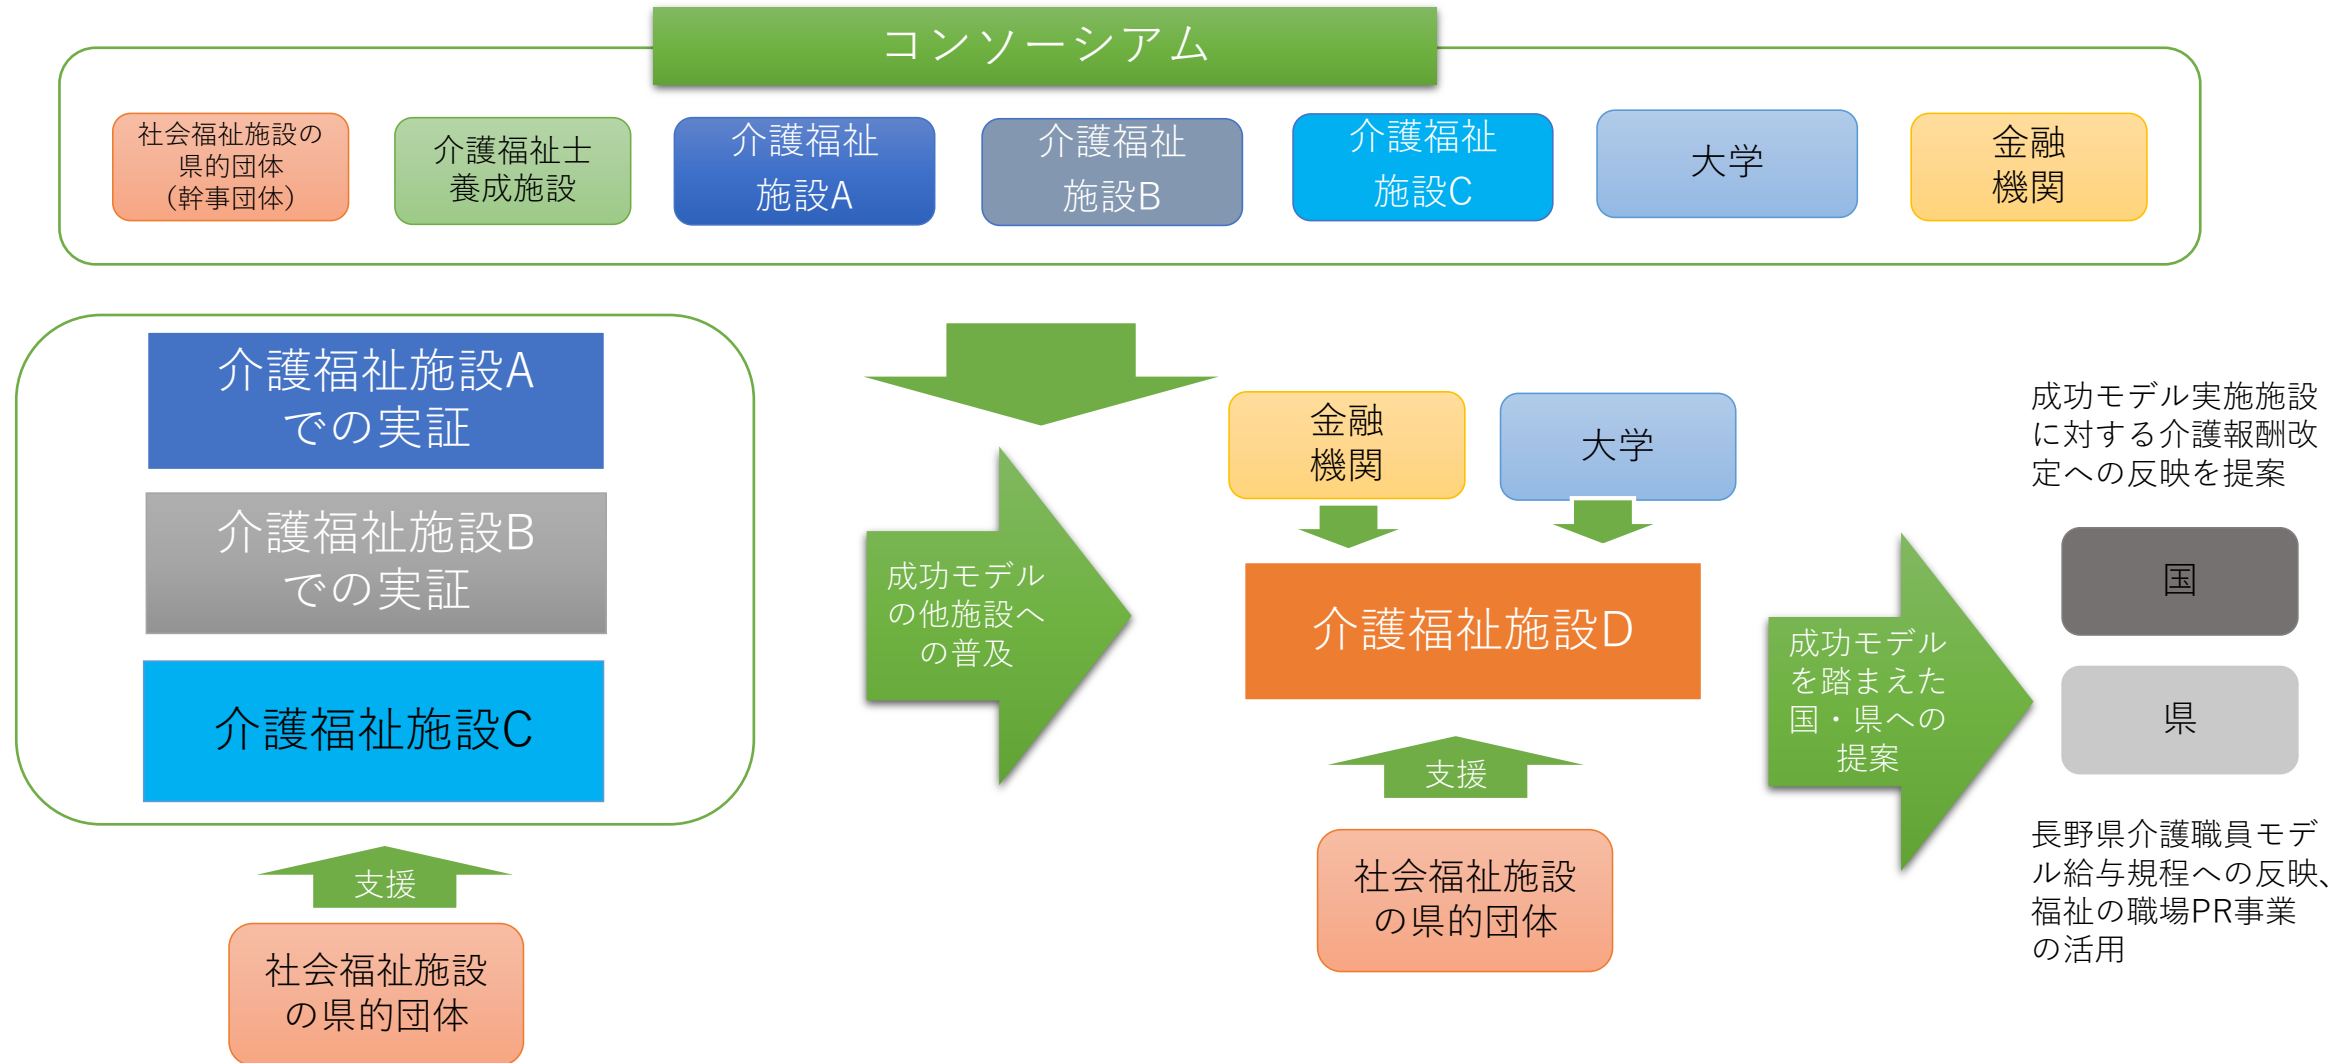 コンソーシアム
社会福祉施設の
県的団体
（幹事団体）
介護福祉士
養成施設
介護福祉
施設A
介護福祉
施設B
介護福祉
施設C
大学
金融
機関
介護福祉施設A
での実証
介護福祉施設B
での実証
介護福祉施設C
支援
社会福祉施設
の県的団体
成功モデル
の他施設へ
の普及
金融
機関
大学
介護福祉施設D
支援
社会福祉施設
の県的団体
成功モデル
を踏まえた
国・県への
提案
成功モデル実施施設
に対する介護報酬改
定への反映を提案
国
県
長野県介護職員モデ
ル給与規程への反映、
福祉の職場PR事業
の活用